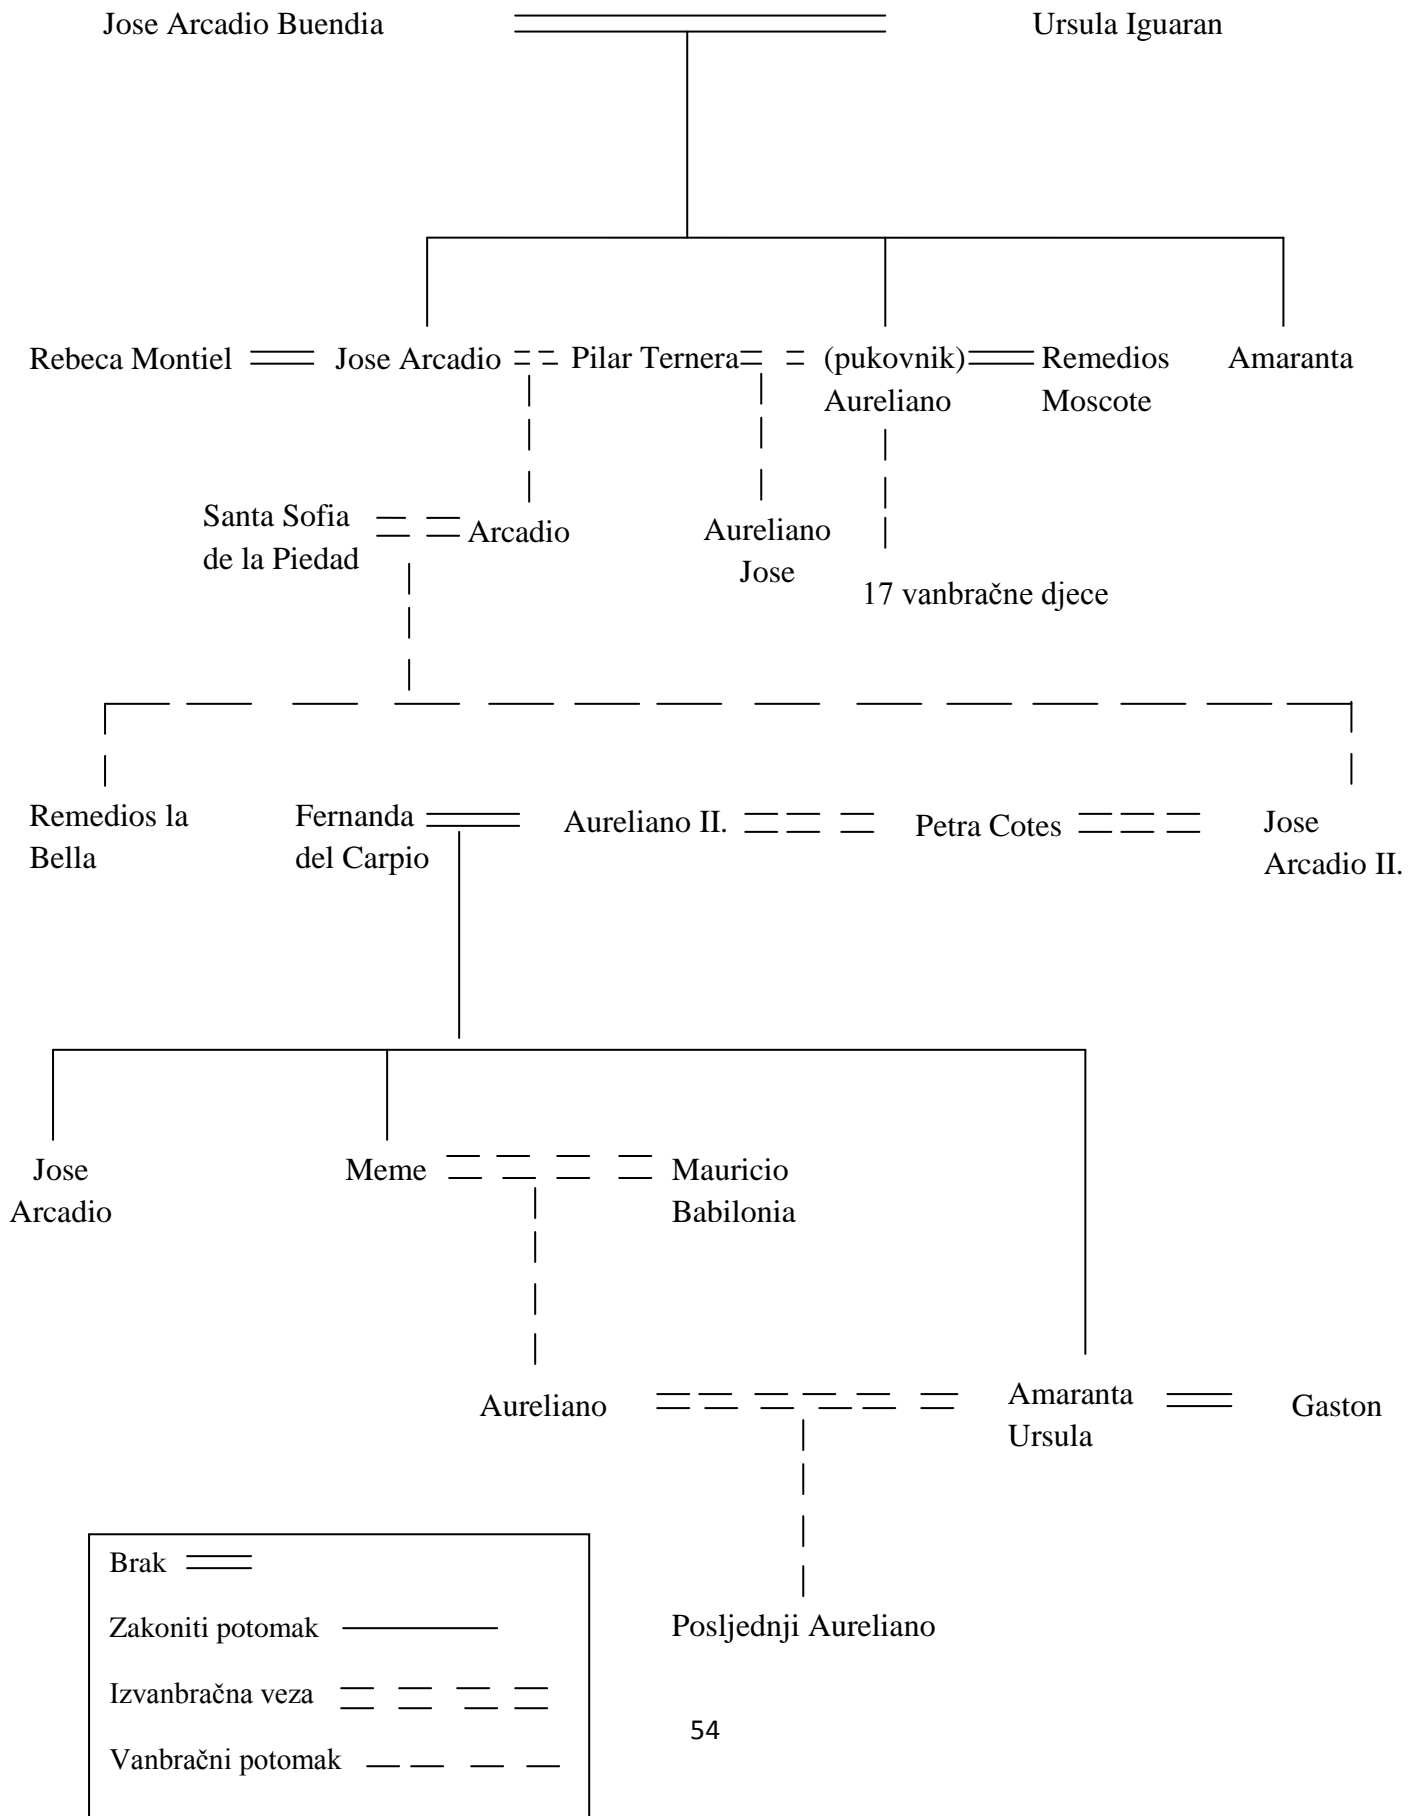 Jose Arcadio Buendia
Ursula Iguaran
Rebeca Montiel
Jose Arcadio
Pilar Ternera
(pukovnik)
Aureliano
Remedios
Moscote
Amaranta
Santa Sofia
de la Piedad
Arcadio
Aureliano
Jose
17 vanbračne djece
Remedios la
Bella
Fernanda
del Carpio
Aureliano II.
Petra Cotes
Jose
Arcadio II.
Jose
Arcadio
Meme
Mauricio
Babilonia
Aureliano
Amaranta
Ursula
Gaston
Posljednji Aureliano
Brak
Zakoniti potomak
Izvanbračna veza
Vanbračni potomak
54